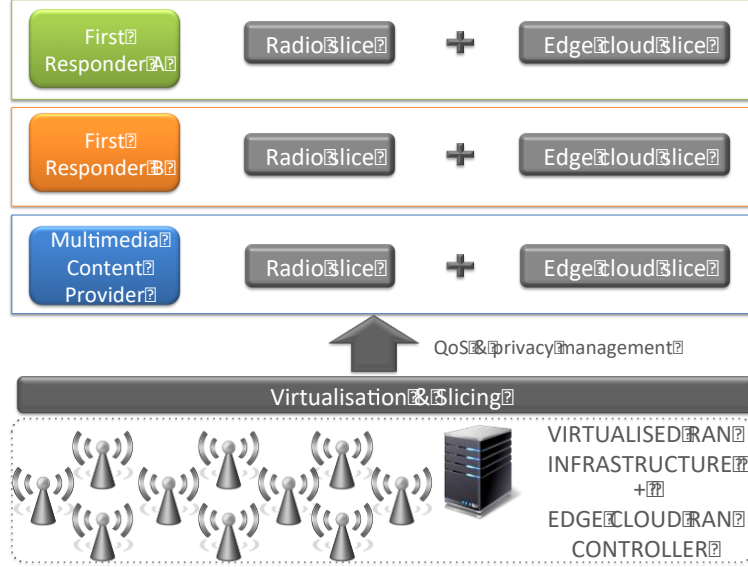 First
Responder A
Radio slice
+
Edge cloud slice
First
Responder B
Radio slice
+
Edge cloud slice
Multimedia
Content
Provider
Radio slice
+
Edge cloud slice
QoS & privacy management
Virtualisation & Slicing
VIRTUALISED RAN
INFRASTRUCTURE
+
EDGE CLOUD RAN
CONTROLLER